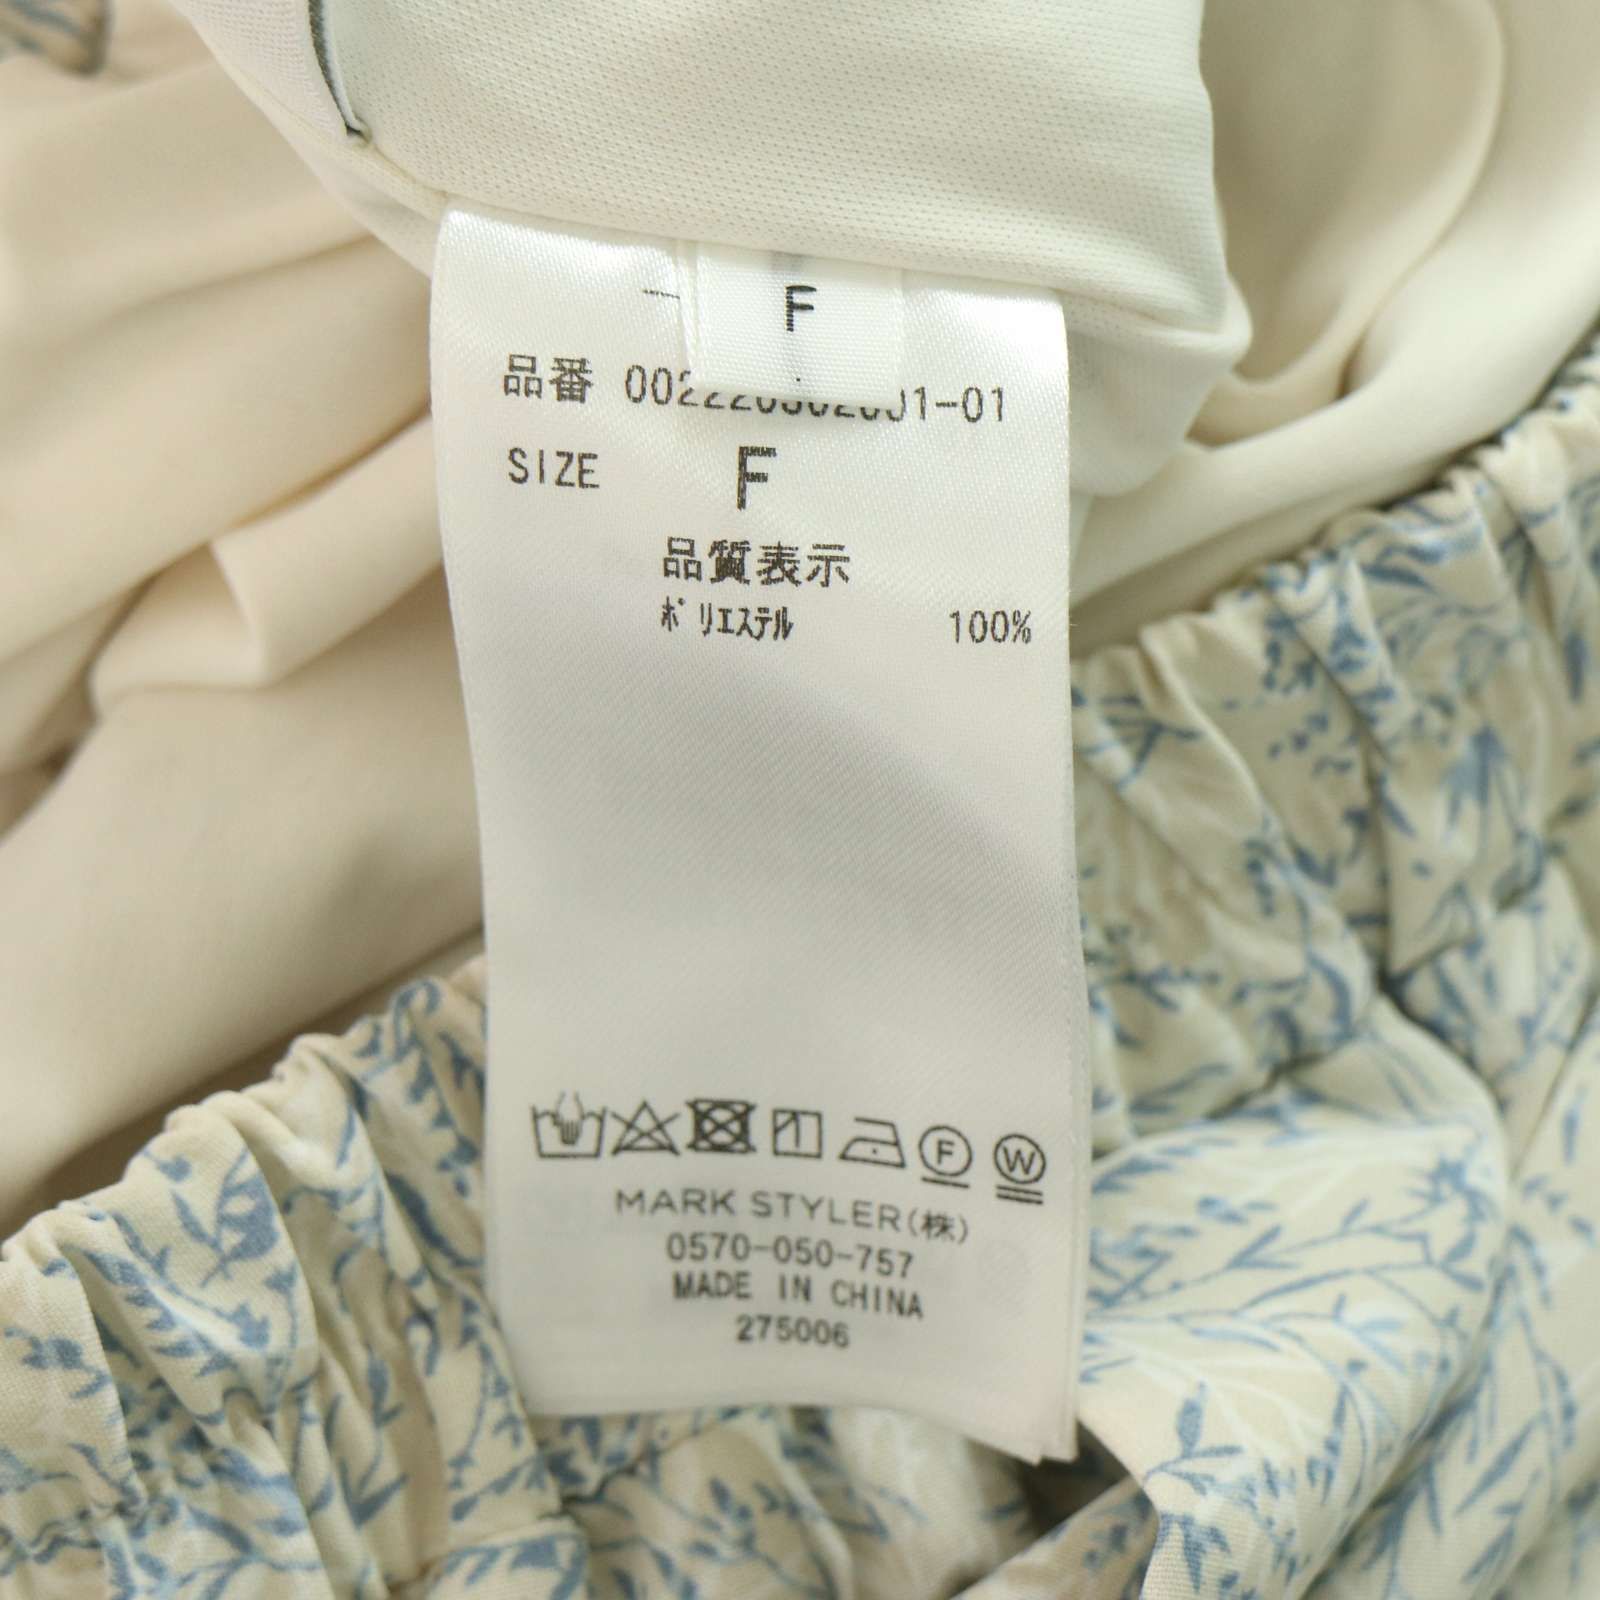 F
品番
SIZE F
品質表示
ポリエステル 100%
F W
MARK STYLER(株)
0570-050-757
MADE IN CHINA
275006